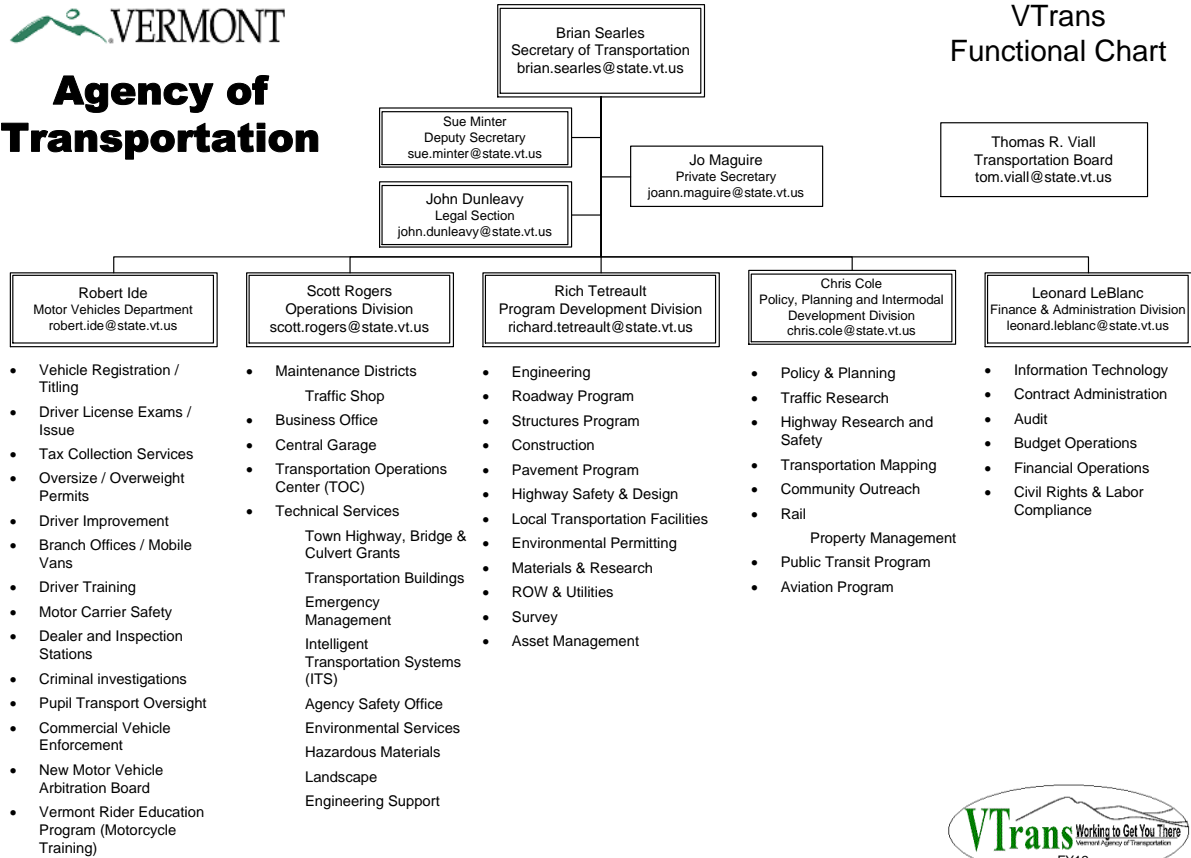 VERMONT
Agency of
Transportation
VTrans
Functional Chart
Brian Searles
Secretary of Transportation
brian.searles@state.vt.us
Sue Minter
Deputy Secretary
sue.minter@state.vt.us
Jo Maguire
Private Secretary
joann.maguire@state.vt.us
Thomas R. Viall
Transportation Board
tom.viall@state.vt.us
John Dunleavy
Legal Section
john.dunleavy@state.vt.us
Robert Ide
Motor Vehicles Department
robert.ide@state.vt.us
• Vehicle Registration /
Titling
• Driver License Exams /
Issue
• Tax Collection Services
• Oversize / Overweight
Permits
• Driver Improvement
• Branch Offices / Mobile
Vans
• Driver Training
• Motor Carrier Safety
• Dealer and Inspection
Stations
• Criminal investigations
• Pupil Transport Oversight
• Commercial Vehicle
Enforcement
• New Motor Vehicle
Arbitration Board
• Vermont Rider Education
Program (Motorcycle
Training)
Scott Rogers
Operations Division
scott.rogers@state.vt.us
• Maintenance Districts
Traffic Shop
• Business Office
• Central Garage
• Transportation Operations
Center (TOC)
• Technical Services
Town Highway, Bridge &
Culvert Grants
Transportation Buildings
Emergency
Management
Intelligent
Transportation Systems
(ITS)
Agency Safety Office
Environmental Services
Hazardous Materials
Landscape
Engineering Support
Rich Tetreault
Program Development Division
richard.tetreault@state.vt.us
• Engineering
• Roadway Program
• Structures Program
• Construction
• Pavement Program
• Highway Safety & Design
• Local Transportation Facilities
• Environmental Permitting
• Materials & Research
• ROW & Utilities
• Survey
• Asset Management
Chris Cole
Policy, Planning and Intermodal
Development Division
chris.cole@state.vt.us
• Policy & Planning
• Traffic Research
• Highway Research and
Safety
• Transportation Mapping
• Community Outreach
• Rail
Property Management
• Public Transit Program
• Aviation Program
Leonard LeBlanc
Finance & Administration Division
leonard.leblanc@state.vt.us
• Information Technology
• Contract Administration
• Audit
• Budget Operations
• Financial Operations
• Civil Rights & Labor
Compliance
VTrans Working to Get You There
Vermont Agency of Transportation